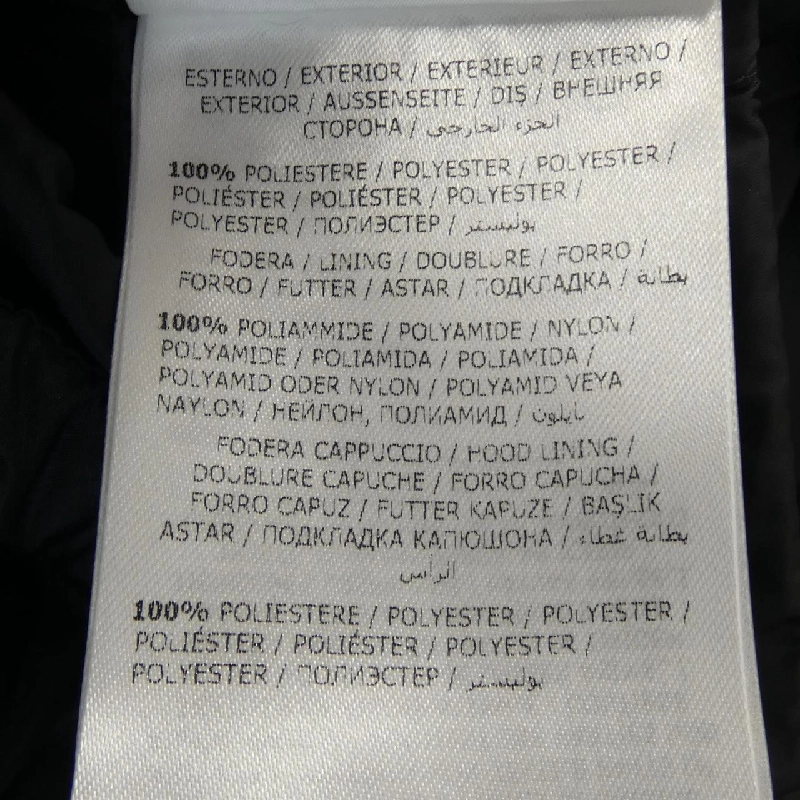 ESTERNO / EXTERIOR / EXTERIEUR / EXTERNO /
EXTERIOR / AUSSENSEITE / DIŞ / ВНЕШНЯЯ
СТОРОНА / الجزء الخارجي
100% POLIESTERE / POLYESTER / POLYESTER /
POLIÉSTER / POLIÉSTER / POLYESTER /
POLYESTER / ПОЛИЭСТЕР / بوليستر
FODERA / LINING / DOUBLURE / FORRO /
FORRO / FUTTER / ASTAR / ПОДКЛАДКА / بطانة
100% POLIAMMIDE / POLYAMIDE / NYLON /
POLYAMIDE / POLIAMIDA / POLIAMIDA /
POLYAMID ODER NYLON / POLYAMID VEYA
NAYLON / НЕЙЛОН, ПОЛИАМИД / نايلون
FODERA CAPPUCCIO / HOOD LINING /
DOUBLURE CAPUCHE / FORRO CAPUCHA /
FORRO CAPUZ / FUTTER KAPUZE / BAŞLIK
ASTAR / ПОДКЛАДКА КАПЮШОНА / بطانة غطاء
الرأس
100% POLIESTERE / POLYESTER / POLYESTER /
POLIÉSTER / POLIÉSTER / POLYESTER /
POLYESTER / ПОЛИЭСТЕР / بوليستر